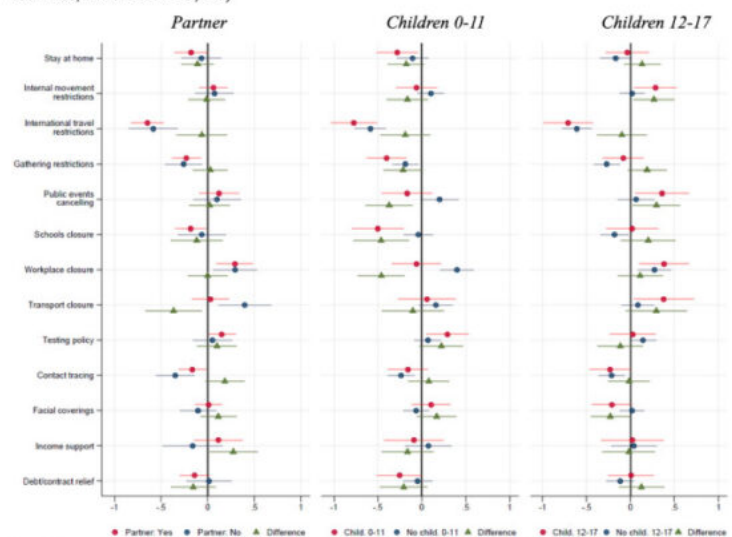 Partner
Children 0-11
Children 12-17
Stay at home
Internal movement
restrictions
International travel
restrictions
Gathering restrictions
Public events
cancelling
Schools closure
Workplace closure
Transport closure
Testing policy
Contact tracing
Facial coverings
Income support
Debt/contract relief
-1 -.5 0 .5 1
-1 -.5 0 .5 1
-1 -.5 0 .5 1
Partner: Yes Partner: No Difference
Child. 0-11 No child. 0-11 Difference
Child. 12-17 No child. 12-17 Difference